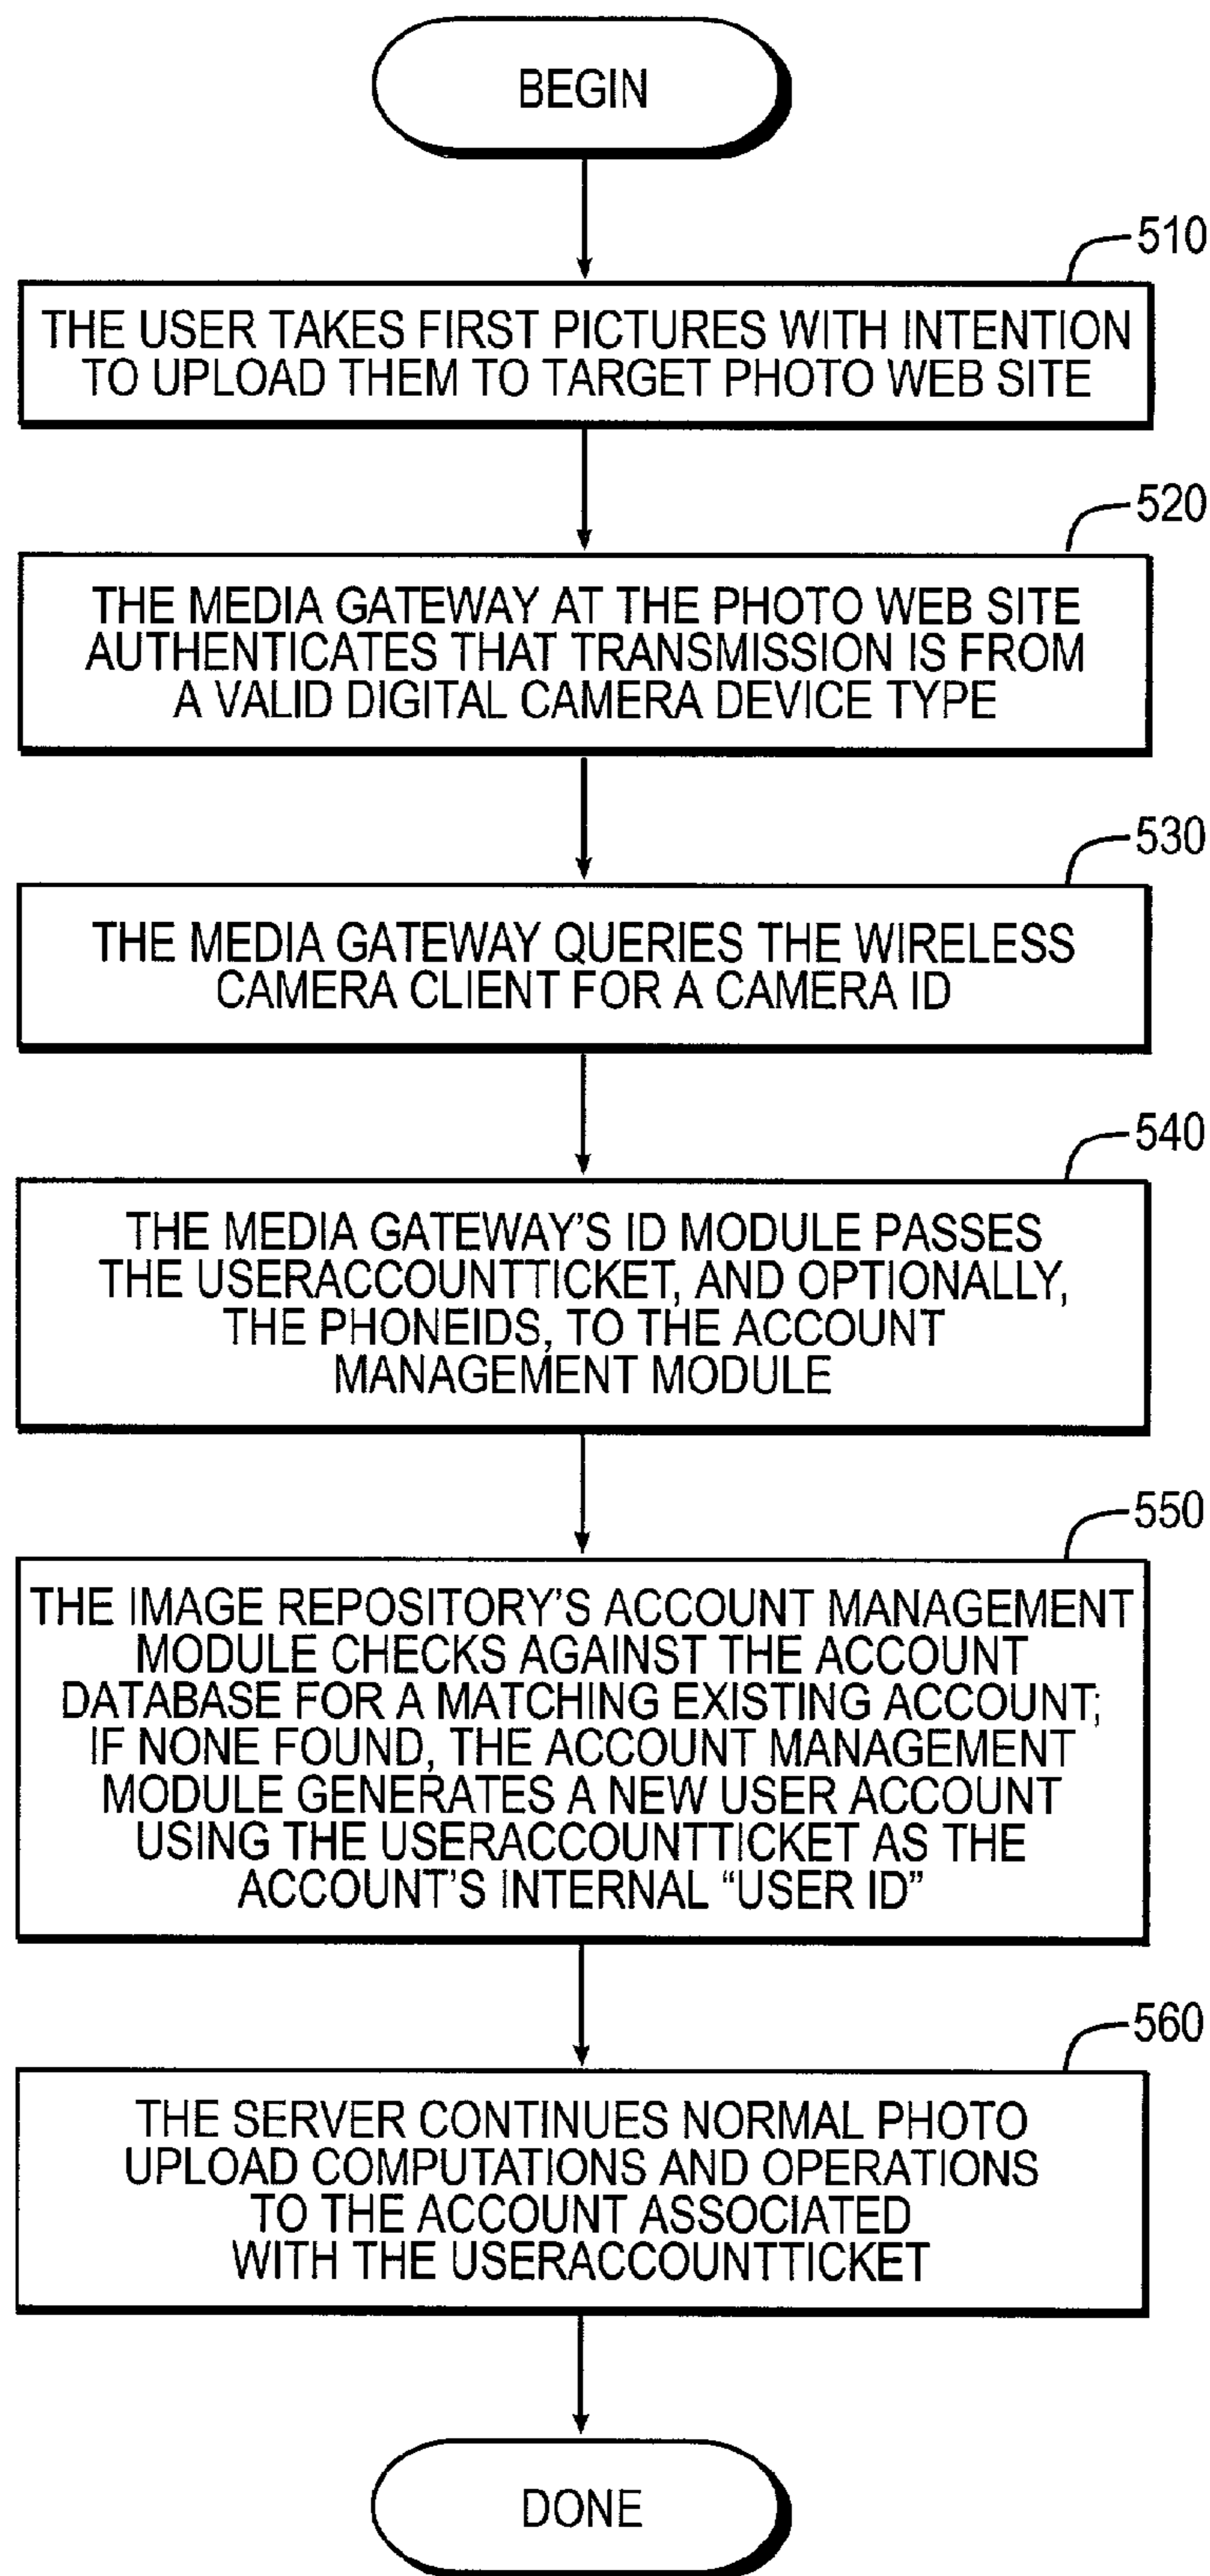 BEGIN
510
THE USER TAKES FIRST PICTURES WITH INTENTION
TO UPLOAD THEM TO TARGET PHOTO WEB SITE
520
THE MEDIA GATEWAY AT THE PHOTO WEB SITE
AUTHENTICATES THAT TRANSMISSION IS FROM
A VALID DIGITAL CAMERA DEVICE TYPE
530
THE MEDIA GATEWAY QUERIES THE WIRELESS
CAMERA CLIENT FOR A CAMERA ID
540
THE MEDIA GATEWAY'S ID MODULE PASSES
THE USERACCOUNTTICKET, AND OPTIONALLY,
THE PHONEIDS, TO THE ACCOUNT
MANAGEMENT MODULE
550
THE IMAGE REPOSITORY'S ACCOUNT MANAGEMENT
MODULE CHECKS AGAINST THE ACCOUNT
DATABASE FOR A MATCHING EXISTING ACCOUNT;
IF NONE FOUND, THE ACCOUNT MANAGEMENT
MODULE GENERATES A NEW USER ACCOUNT
USING THE USERACCOUNTTICKET AS THE
ACCOUNT'S INTERNAL “USER ID”
560
THE SERVER CONTINUES NORMAL PHOTO
UPLOAD COMPUTATIONS AND OPERATIONS
TO THE ACCOUNT ASSOCIATED
WITH THE USERACCOUNTTICKET
DONE